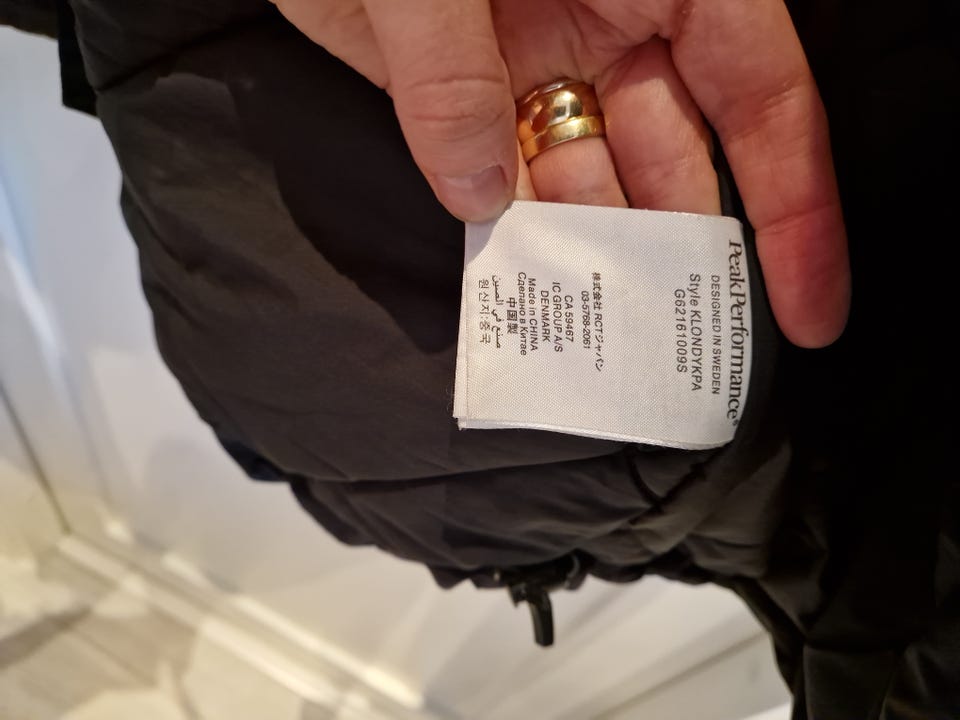 PeakPerformance®
DESIGNED IN SWEDEN
Style KLONDYKPA
G62161009S
株式会社 RCTジャパン
03-5768-2061
CA 59467
IC GROUP A/S
DENMARK
Made in CHINA
Сделано в Китае
中国製
صنع في الصين
원산지:중국